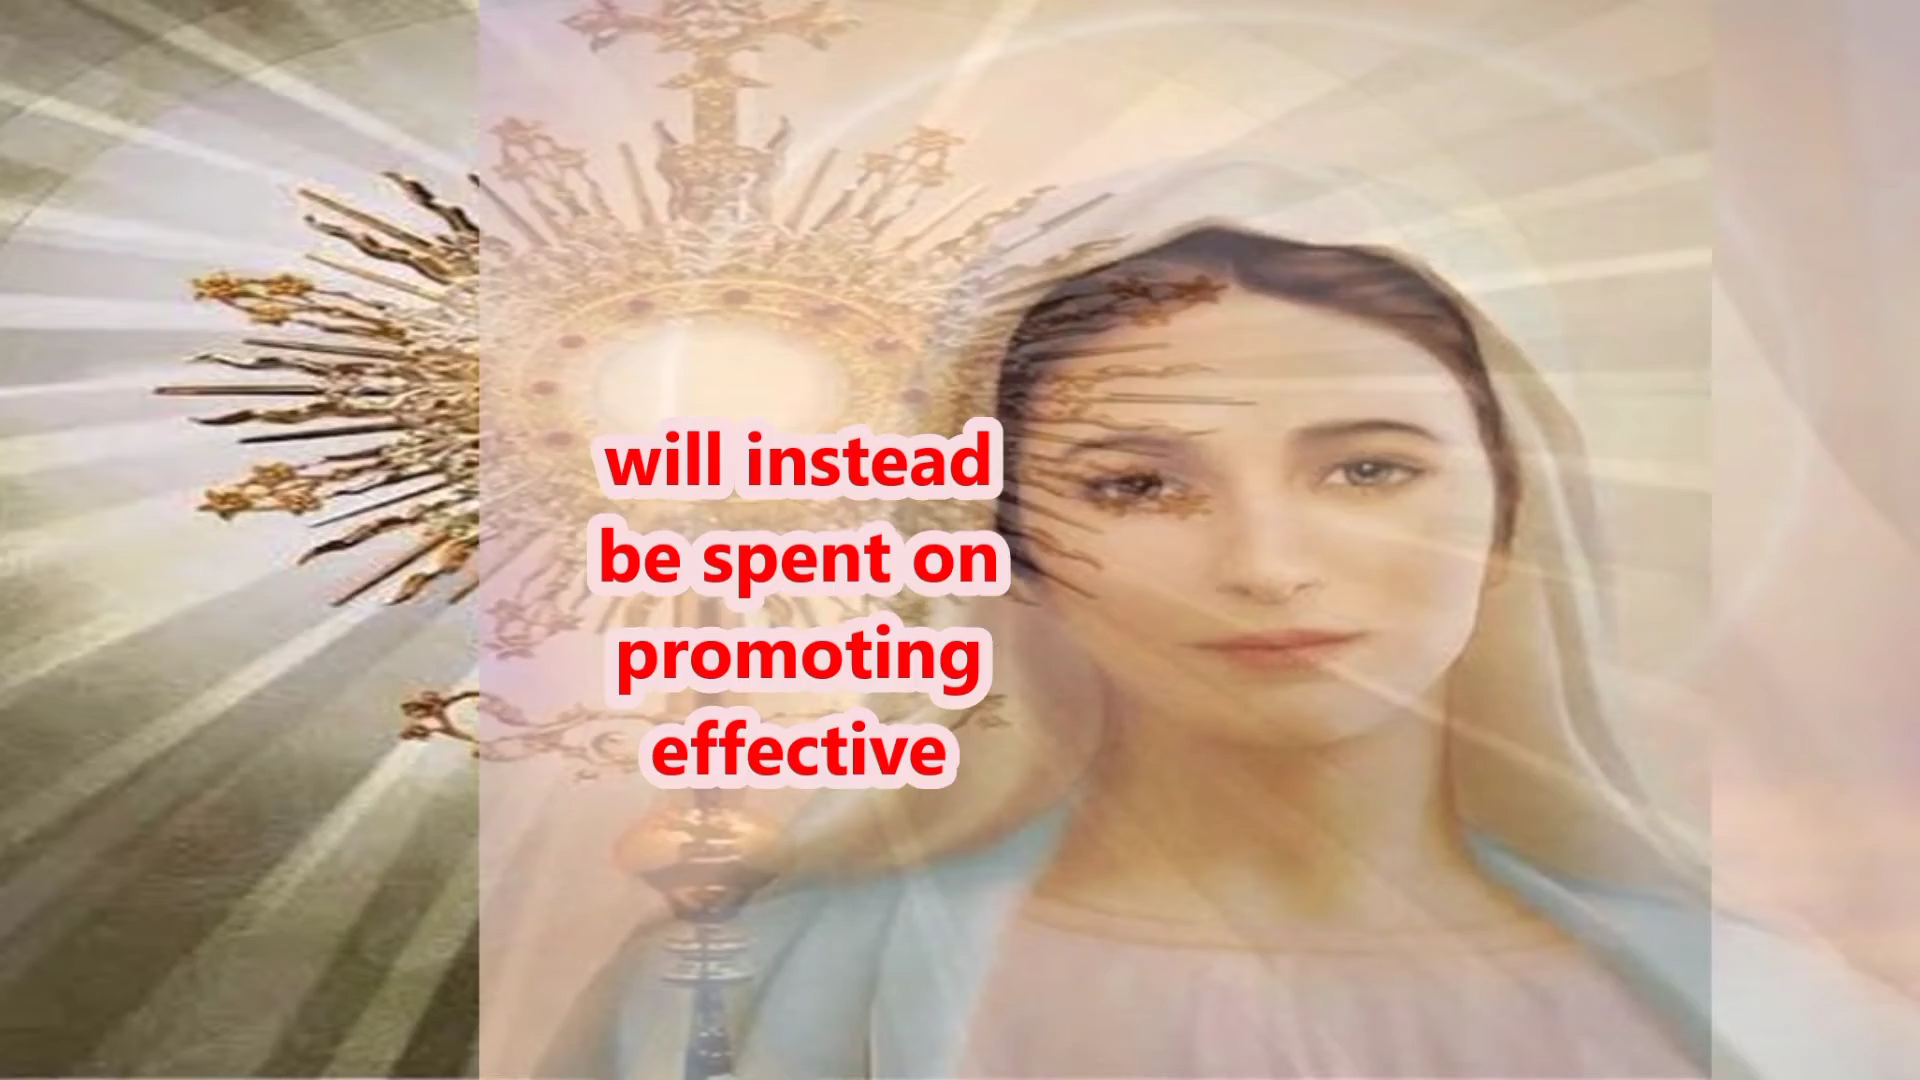 will instead
be spent on
promoting
effective